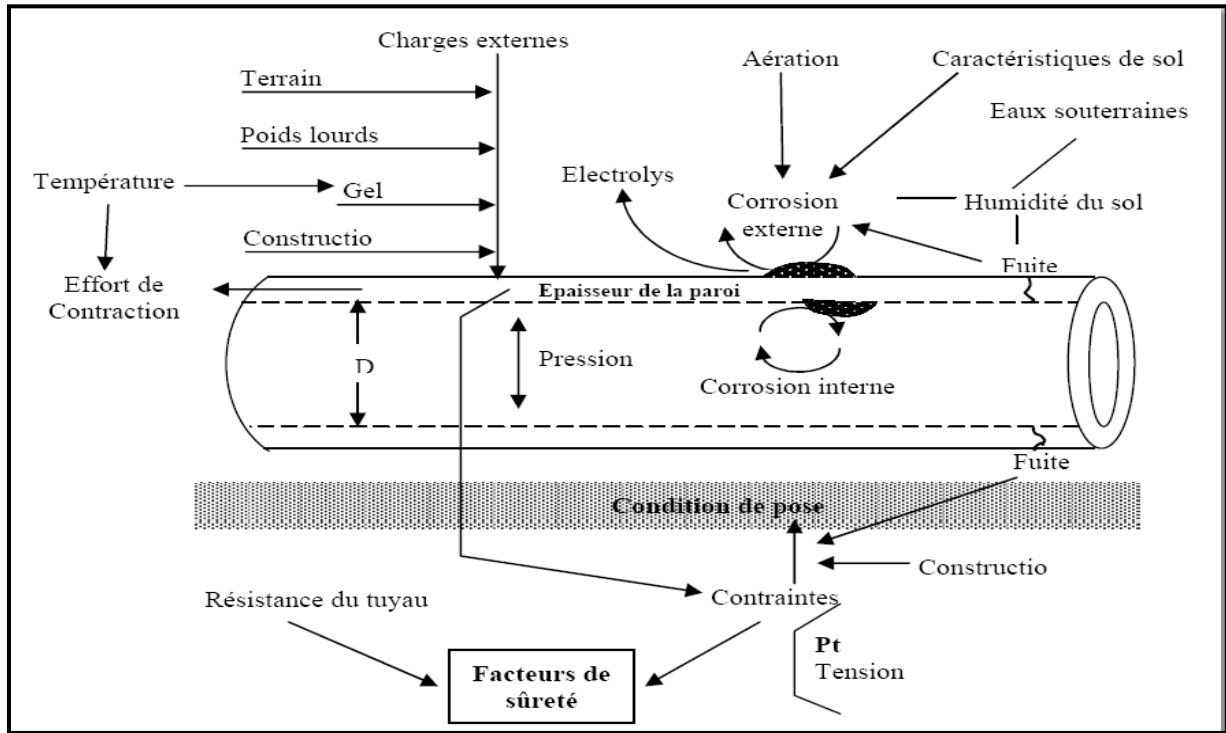 Charges externes
Aération
Caractéristiques de sol
Terrain
Eaux souterraines
Poids lourds
Electrolys
Température
Gel
Corrosion
externe
Humidité du sol
Constructio
Fuite
Effort de
Contraction
Epaisseur de la paroi
D
Pression
Corrosion interne
Fuite
Condition de pose
Constructio
Résistance du tuyau
Contraintes
Pt
Tension
Facteurs de
sûreté